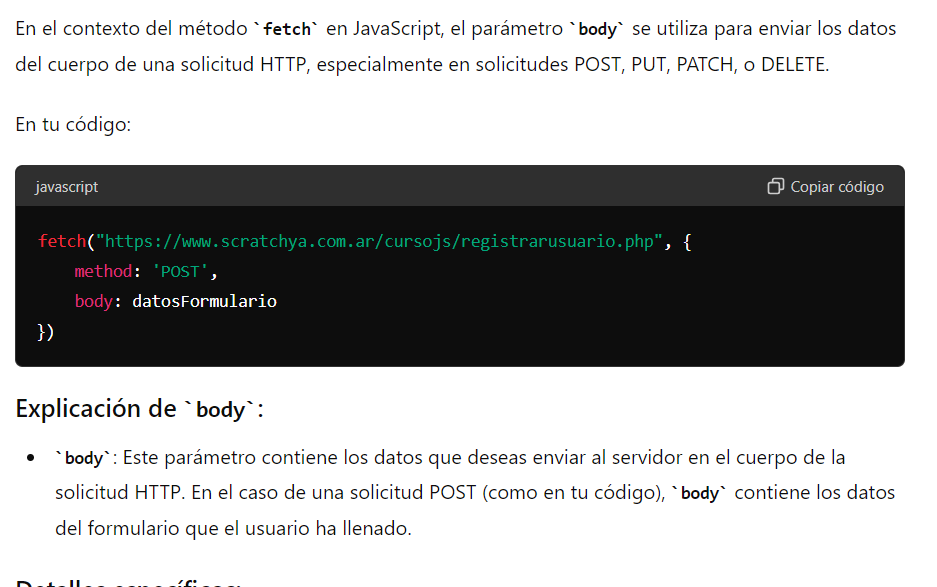 En el contexto del método `fetch` en JavaScript, el parámetro `body` se utiliza para enviar los datos
del cuerpo de una solicitud HTTP, especialmente en solicitudes POST, PUT, PATCH, o DELETE.
En tu código:
javascript
Copiar código
fetch("https://www.scratchya.com.ar/cursojs/registrarusuario.php", {
    method: 'POST',
    body: datosFormulario
})
Explicación de `body`:
• `body`: Este parámetro contiene los datos que deseas enviar al servidor en el cuerpo de la
solicitud HTTP. En el caso de una solicitud POST (como en tu código), `body` contiene los datos
del formulario que el usuario ha llenado.
Detalles específicos: